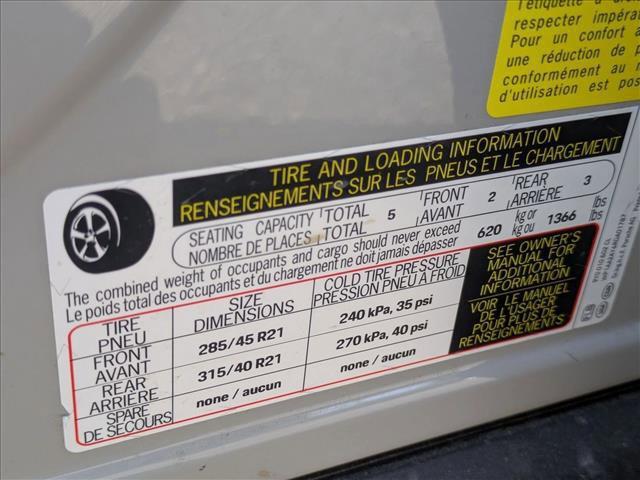 l'étiquette
respecter impéra
Pour un confort a
une réduction de p
conformément au m
d'utilisation est pos
TIRE AND LOADING INFORMATION
RENSEIGNEMENTS SUR LES PNEUS ET LE CHARGEMENT
SEATING CAPACITY TOTAL 5 FRONT 2 REAR 3
NOMBRE DE PLACES TOTAL AVANT ARRIÈRE
The combined weight of occupants and cargo should never exceed 620 kg or 1366 lbs
Le poids total des occupants et du chargement ne doit jamais dépasser kg ou lbs
TIRE SIZE COLD TIRE PRESSURE
PNEU DIMENSIONS PRESSION PNEU À FROID
FRONT 285/45 R21 240 kPa, 35 psi
AVANT
REAR 315/40 R21 270 kPa, 40 psi
ARRIÈRE
SPARE none / aucun none / aucun
DE SECOURS
SEE OWNER'S
MANUAL FOR
ADDITIONAL
INFORMATION
VOIR LE MANUEL
DE L'USAGER
POUR PLUS DE
RENSEIGNEMENTS